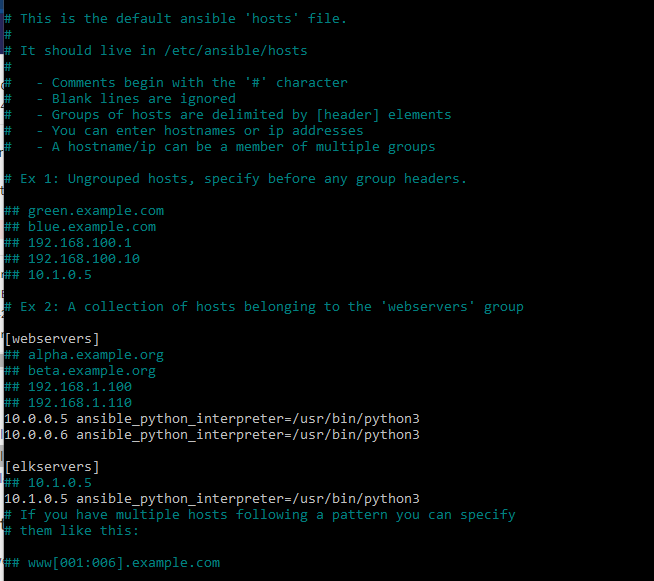 # This is the default ansible 'hosts' file.
#
# It should live in /etc/ansible/hosts
#
#   - Comments begin with the '#' character
#   - Blank lines are ignored
#   - Groups of hosts are delimited by [header] elements
#   - You can enter hostnames or ip addresses
#   - A hostname/ip can be a member of multiple groups
# Ex 1: Ungrouped hosts, specify before any group headers.
## green.example.com
## blue.example.com
## 192.168.100.1
## 192.168.100.10
## 10.1.0.5
# Ex 2: A collection of hosts belonging to the 'webservers' group
[webservers]
## alpha.example.org
## beta.example.org
## 192.168.1.100
## 192.168.1.110
10.0.0.5 ansible_python_interpreter=/usr/bin/python3
10.0.0.6 ansible_python_interpreter=/usr/bin/python3
[elkservers]
## 10.1.0.5
10.1.0.5 ansible_python_interpreter=/usr/bin/python3
# If you have multiple hosts following a pattern you can specify
# them like this:
## www[001:006].example.com